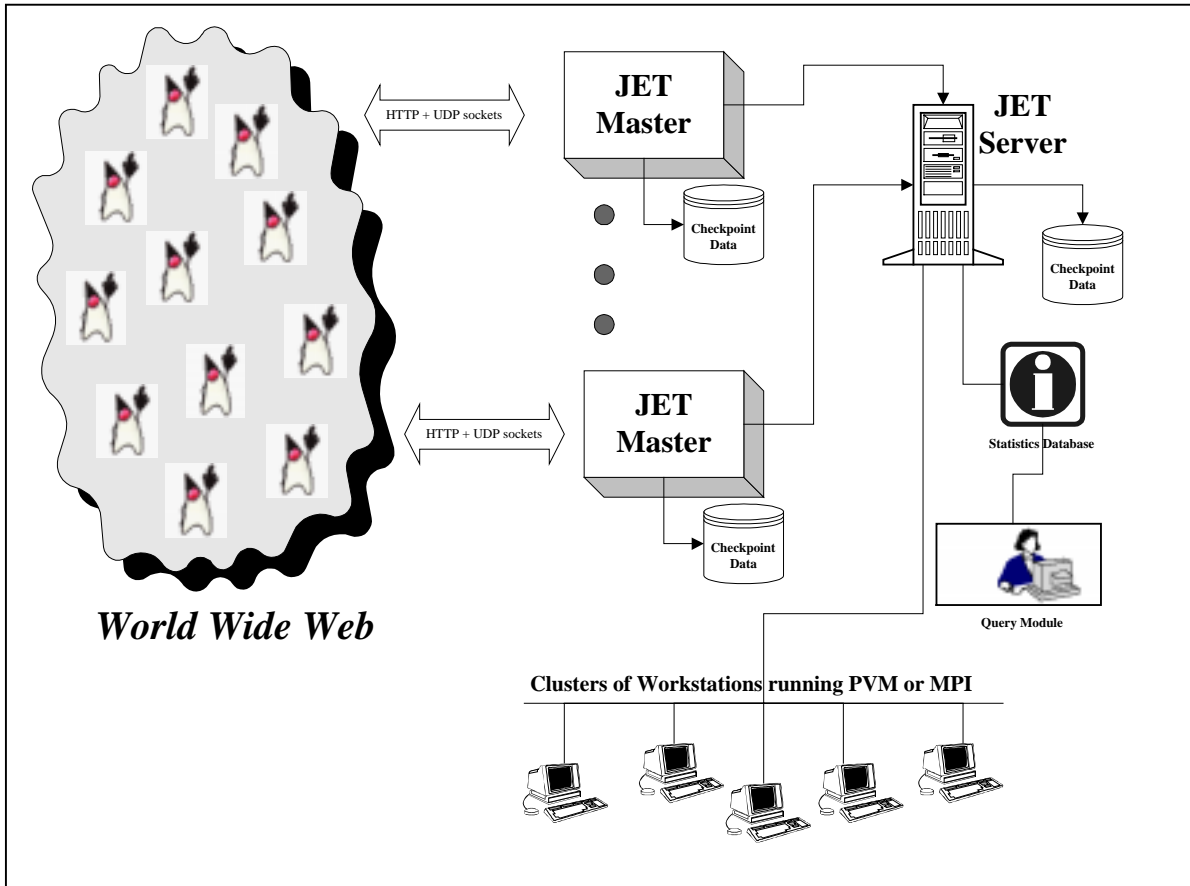 JET
Master
HTTP + UDP sockets
JET
Server
Checkpoint
Data
Checkpoint
Data
JET
Master
HTTP + UDP sockets
Statistics Database
Checkpoint
Data
World Wide Web
Query Module
Clusters of Workstations running PVM or MPI